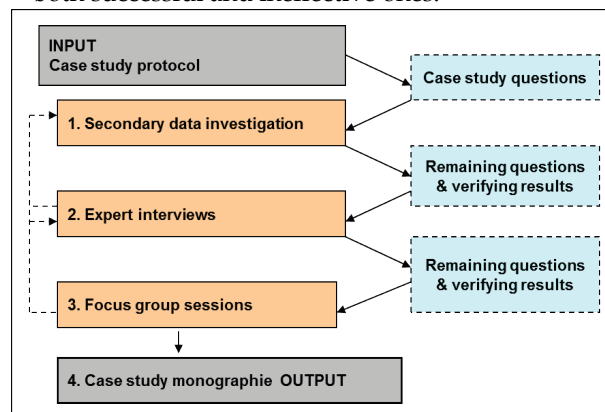 both successful and ineffective ones.
INPUT
Case study protocol
Case study questions
1. Secondary data investigation
Remaining questions
& verifying results
2. Expert interviews
Remaining questions
& verifying results
3. Focus group sessions
4. Case study monographie OUTPUT